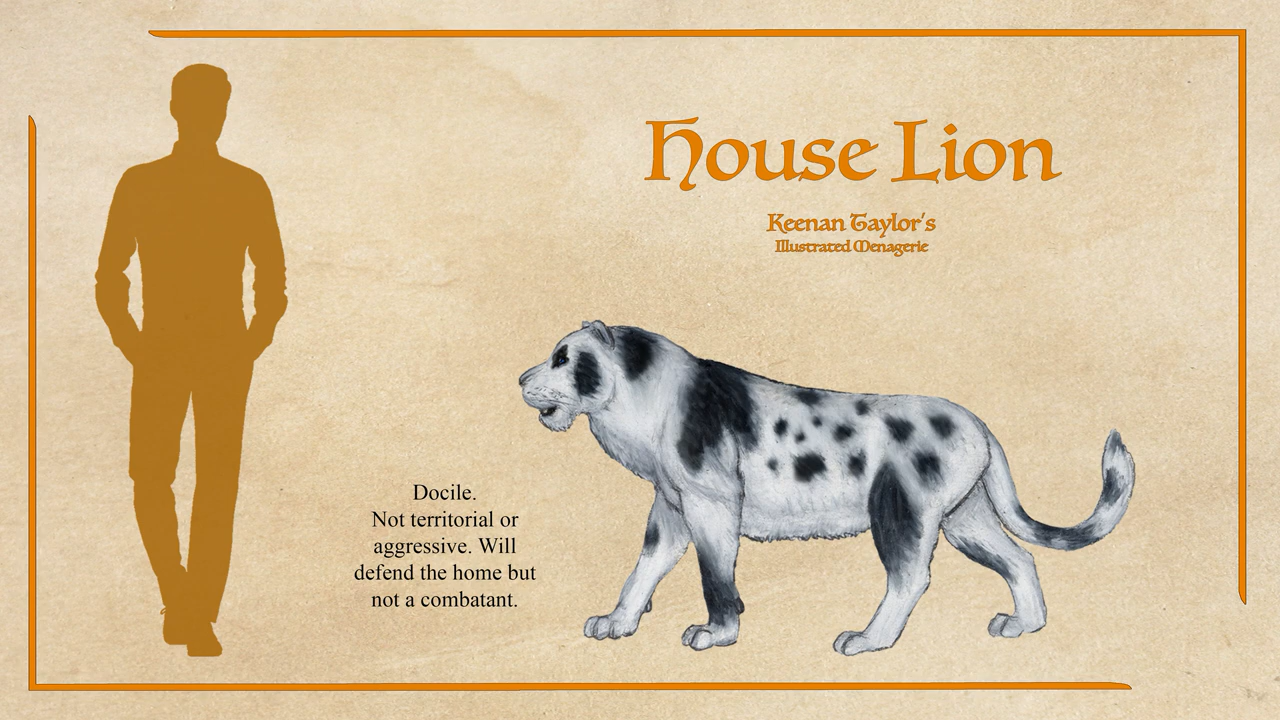 House Lion
Keenan Taylor's
Illustrated Menagerie
Docile.
Not territorial or
aggressive. Will
defend the home but
not a combatant.